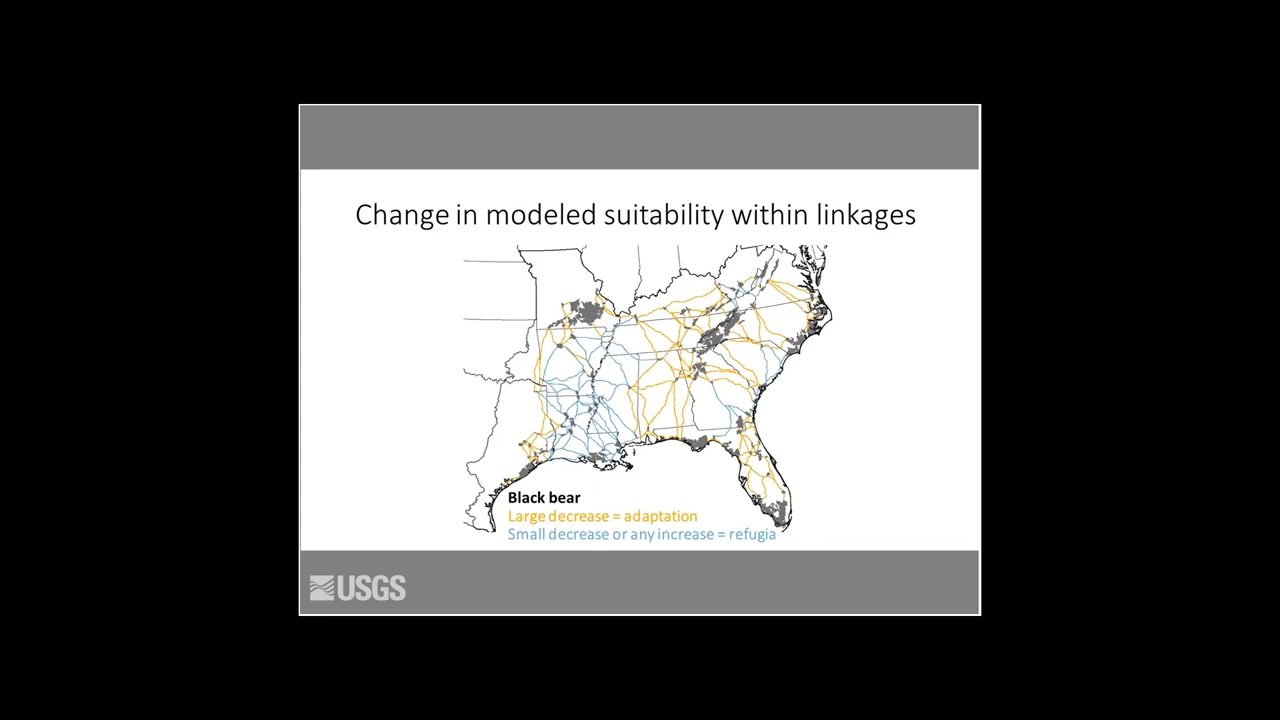 Change in modeled suitability within linkages
Black bear
Large decrease = adaptation
Small decrease or any increase = refugia
USGS